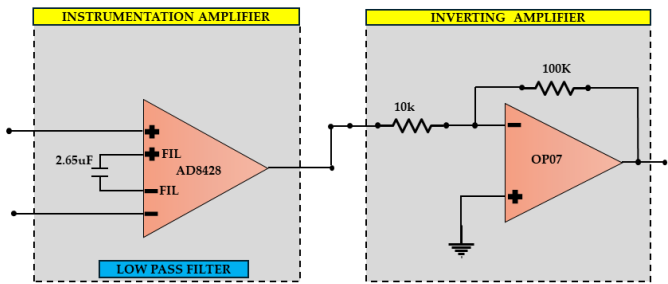 INSTRUMENTATION AMPLIFIER
INVERTING AMPLIFIER
100K
10k
2.65uF
+
+FIL
-FIL
-
AD8428
-
OP07
+
LOW PASS FILTER